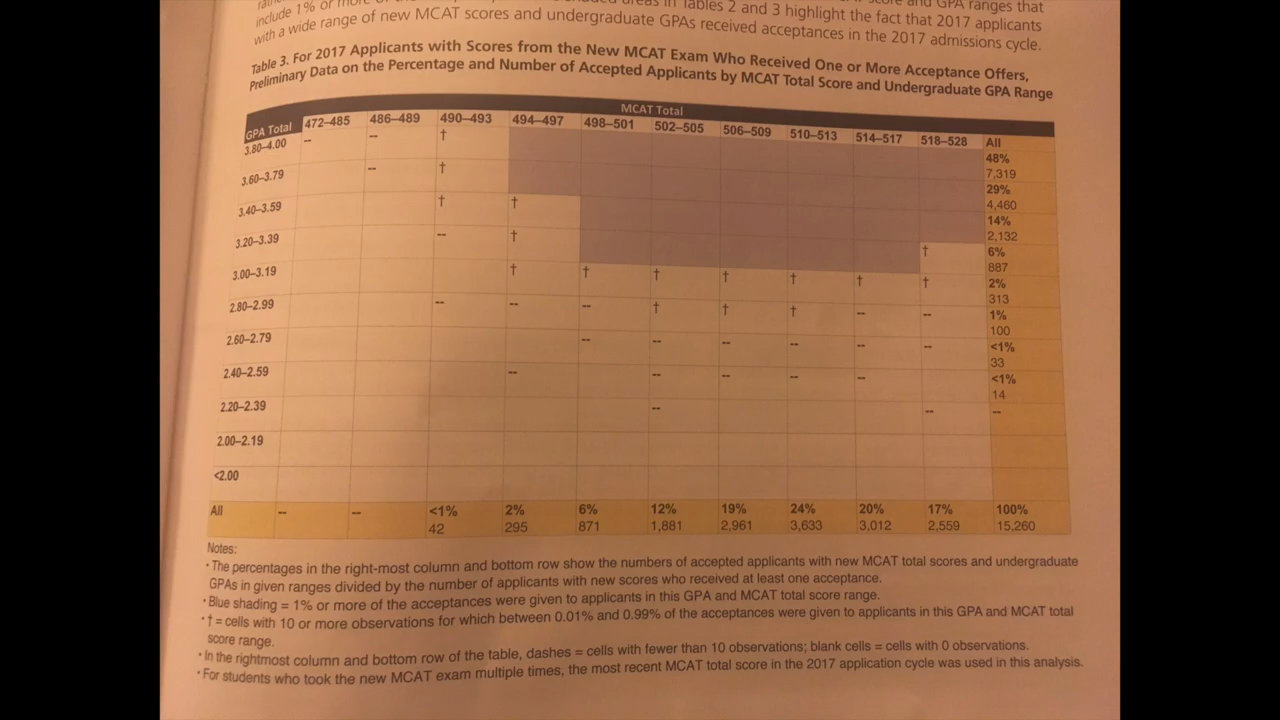 and GPA ranges that
include 1% or more in Tables 2 and 3 highlight the fact that 2017 applicants
with a wide range of new MCAT scores and undergraduate GPAs received acceptances in the 2017 admissions cycle.
Table 3. For 2017 Applicants with Scores from the New MCAT Exam Who Received One or More Acceptance Offers,
Preliminary Data on the Percentage and Number of Accepted Applicants by MCAT Total Score and Undergraduate GPA Range
MCAT Total
GPA Total 472–485 486–489 490–493 494–497 498–501 502–505 506–509 510–513 514–517 518–528 All
3.80–4.00 -- -- † 48%
7,319
3.60–3.79 -- † 29%
4,460
3.40–3.59 † † 14%
2,132
3.20–3.39 -- † † 6%
887
3.00–3.19 † † † † † † † 2%
313
2.80–2.99 -- -- -- † † † -- -- 1%
100
2.60–2.79 -- -- -- -- -- -- <1%
33
2.40–2.59 -- -- -- -- -- <1%
14
2.20–2.39 -- -- --
2.00–2.19
<2.00
All -- -- <1% 2% 6% 12% 19% 24% 20% 17% 100%
42 295 871 1,881 2,961 3,633 3,012 2,559 15,260
Notes:
• The percentages in the right-most column and bottom row show the numbers of accepted applicants with new MCAT total scores and undergraduate
GPAs in given ranges divided by the number of applicants with new scores who received at least one acceptance.
• Blue shading = 1% or more of the acceptances were given to applicants in this GPA and MCAT total score range.
• † = cells with 10 or more observations for which between 0.01% and 0.99% of the acceptances were given to applicants in this GPA and MCAT total
score range.
• In the rightmost column and bottom row of the table, dashes = cells with fewer than 10 observations; blank cells = cells with 0 observations.
• For students who took the new MCAT exam multiple times, the most recent MCAT total score in the 2017 application cycle was used in this analysis.